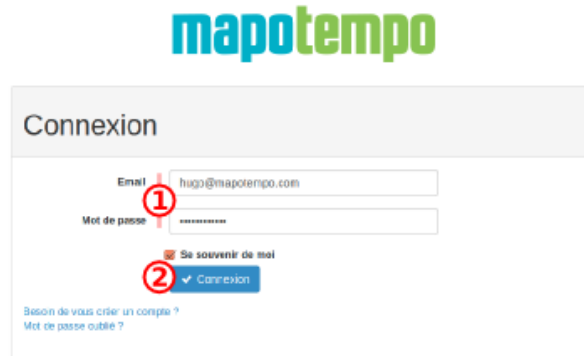 mapotempo
Connexion
Email
hugo@mapotempo.com
1
Mot de passe
••••••••••••
Se souvenir de moi
2
✔ Connexion
Besoin de vous créer un compte ?
Mot de passe oublié ?